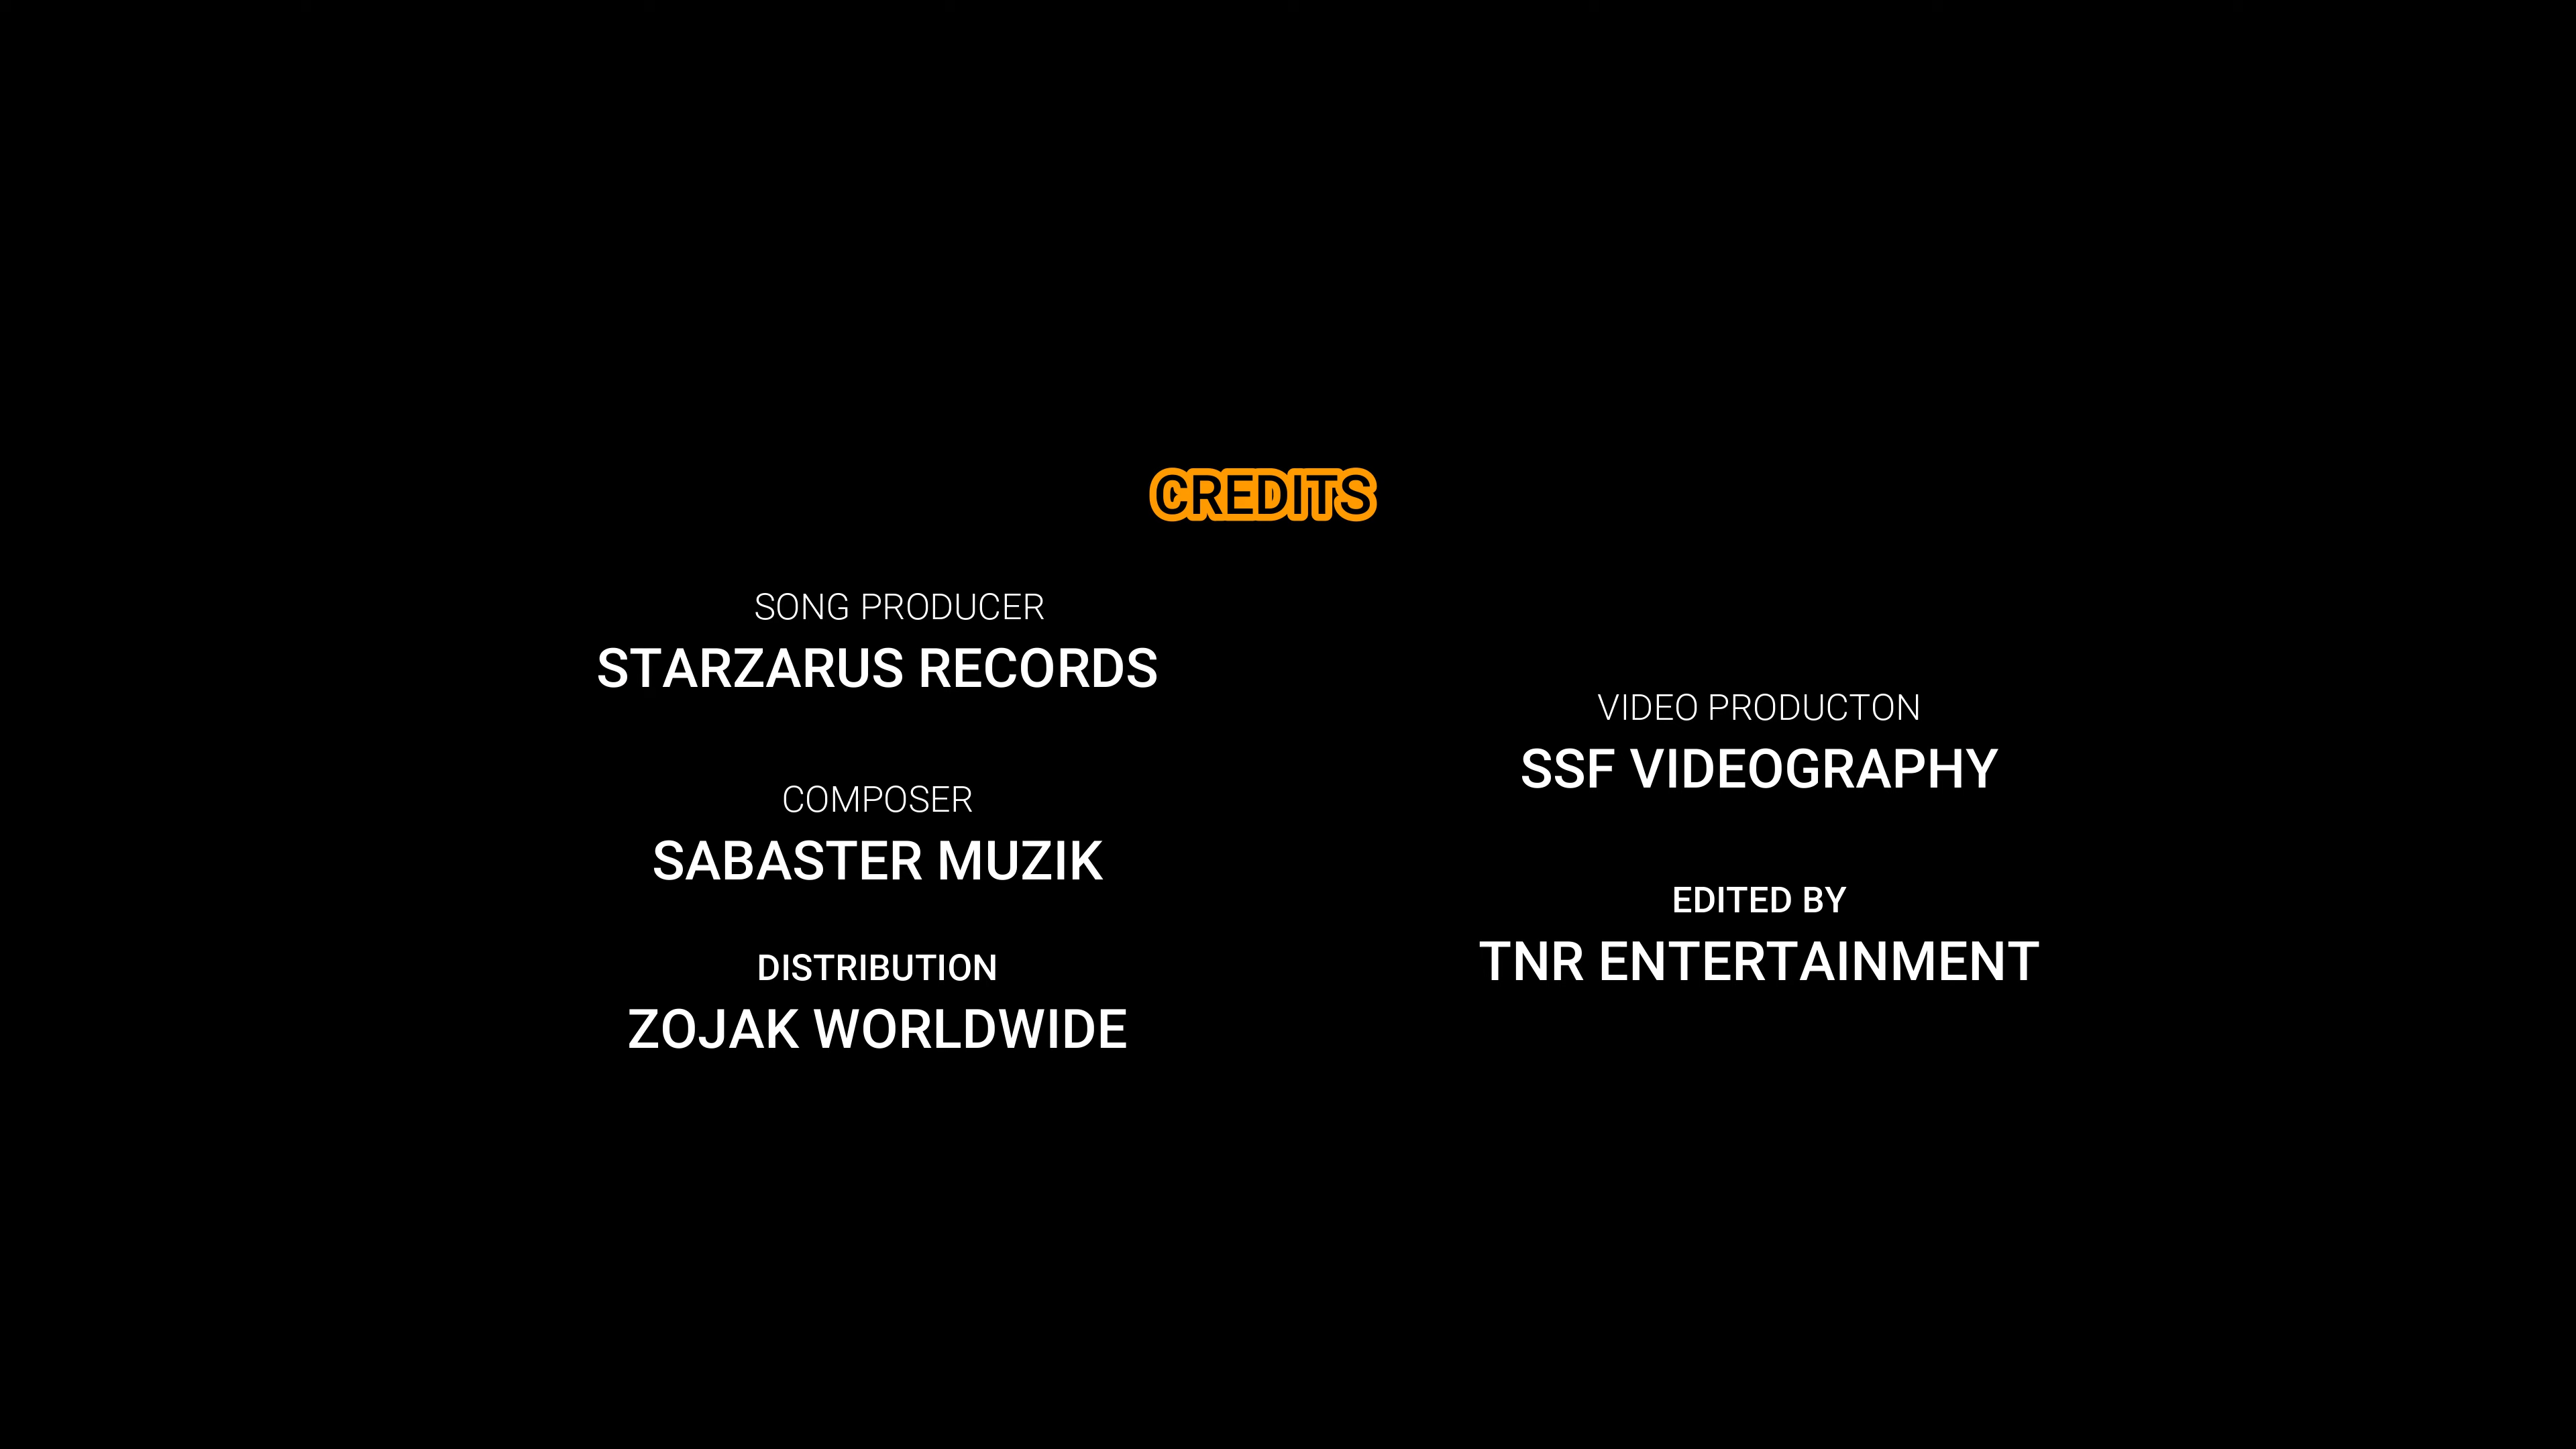 CREDITS
SONG PRODUCER
STARZARUS RECORDS
COMPOSER
SABASTER MUZIK
DISTRIBUTION
ZOJAK WORLDWIDE
VIDEO PRODUCTON
SSF VIDEOGRAPHY
EDITED BY
TNR ENTERTAINMENT